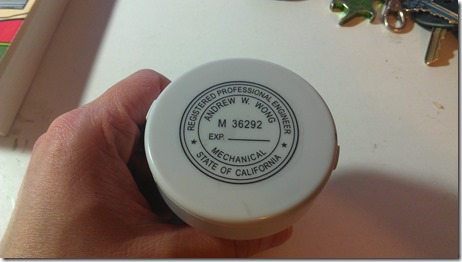 REGISTERED PROFESSIONAL ENGINEER
ANDREW W. WONG
M 36292
EXP.
MECHANICAL
STATE OF CALIFORNIA